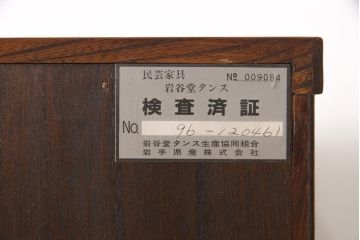 民芸家具 № 009084
岩谷堂タンス
検査済証
NO. 96-120461
岩谷堂タンス生産協同組合
岩手県産株式会社